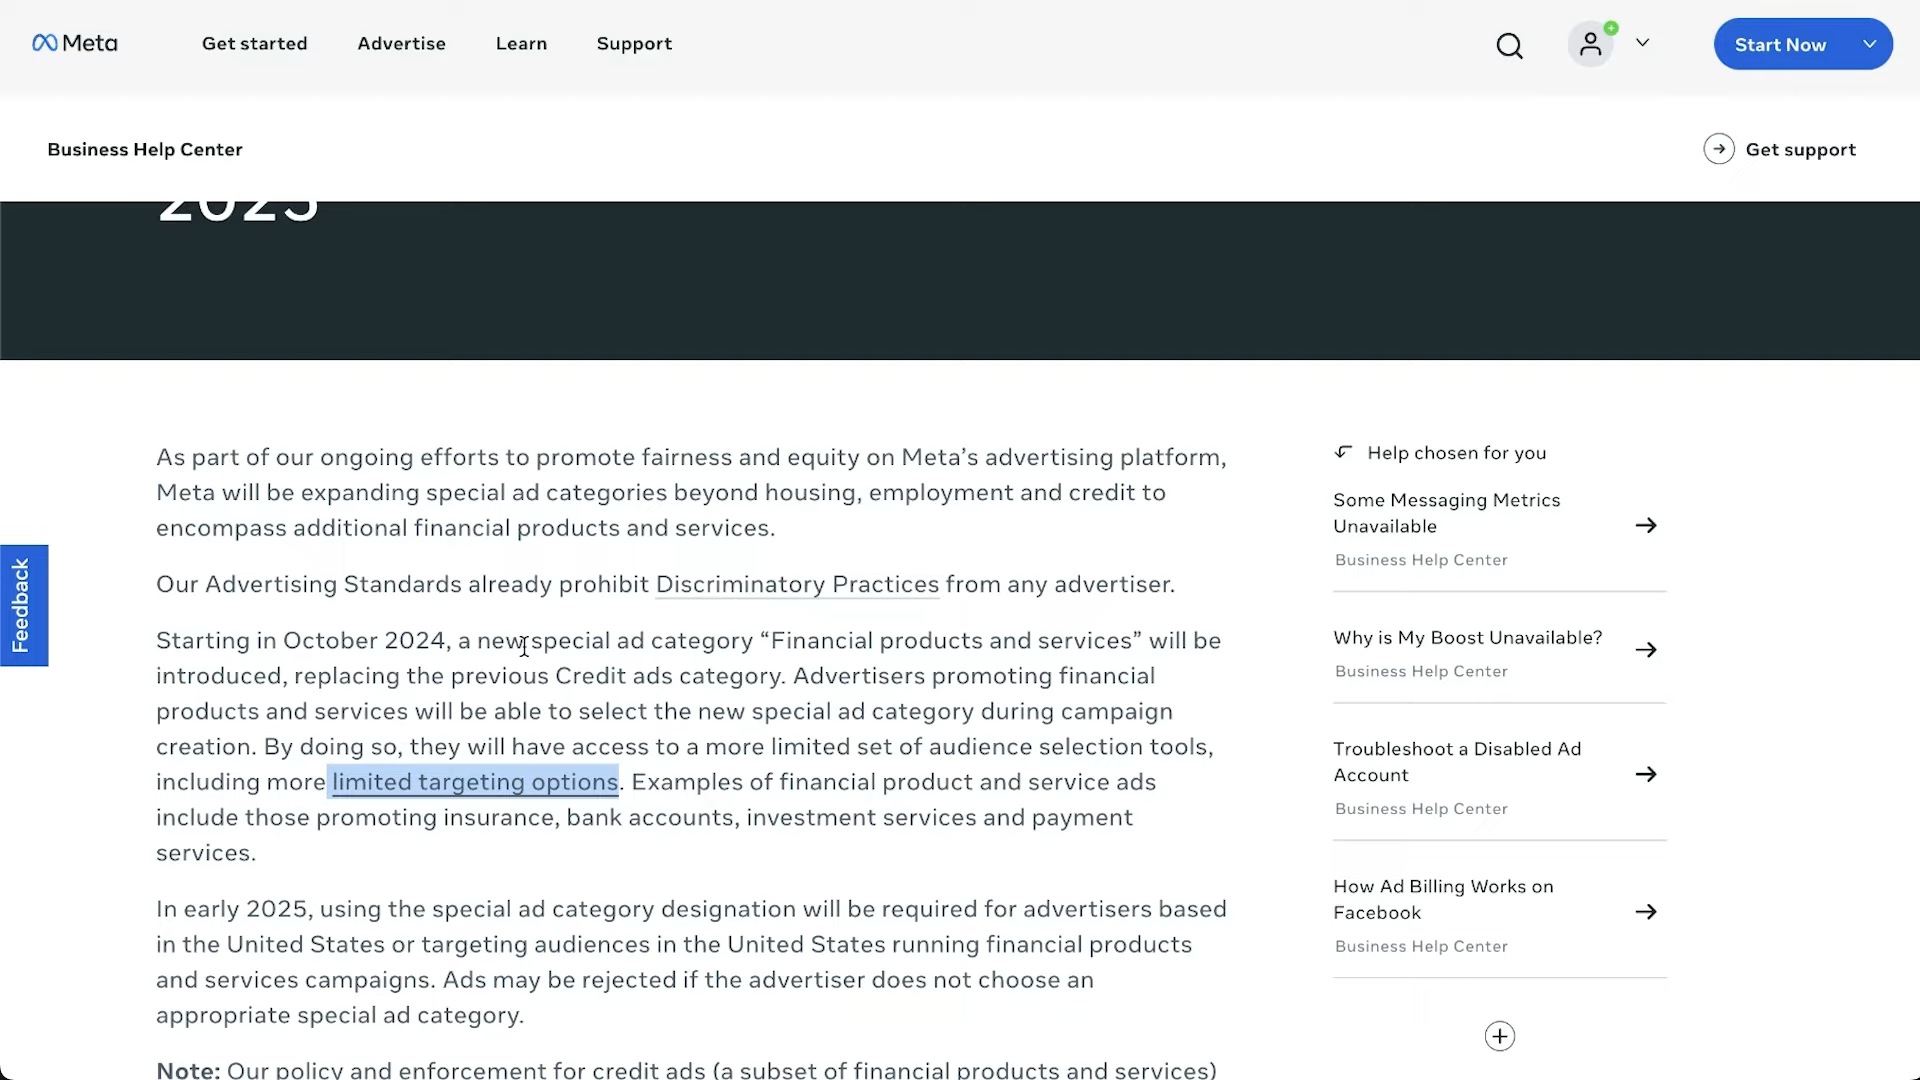 Meta
Get started
Advertise
Learn
Support
Start Now
Business Help Center
Get support
2025
As part of our ongoing efforts to promote fairness and equity on Meta’s advertising platform,
Meta will be expanding special ad categories beyond housing, employment and credit to
encompass additional financial products and services.
Our Advertising Standards already prohibit Discriminatory Practices from any advertiser.
Starting in October 2024, a new special ad category “Financial products and services” will be
introduced, replacing the previous Credit ads category. Advertisers promoting financial
products and services will be able to select the new special ad category during campaign
creation. By doing so, they will have access to a more limited set of audience selection tools,
including more limited targeting options. Examples of financial product and service ads
include those promoting insurance, bank accounts, investment services and payment
services.
In early 2025, using the special ad category designation will be required for advertisers based
in the United States or targeting audiences in the United States running financial products
and services campaigns. Ads may be rejected if the advertiser does not choose an
appropriate special ad category.
Note: Our policy and enforcement for credit ads (a subset of financial products and services)
Help chosen for you
Some Messaging Metrics
Unavailable
Business Help Center
Why is My Boost Unavailable?
Business Help Center
Troubleshoot a Disabled Ad
Account
Business Help Center
How Ad Billing Works on
Facebook
Business Help Center
Feedback